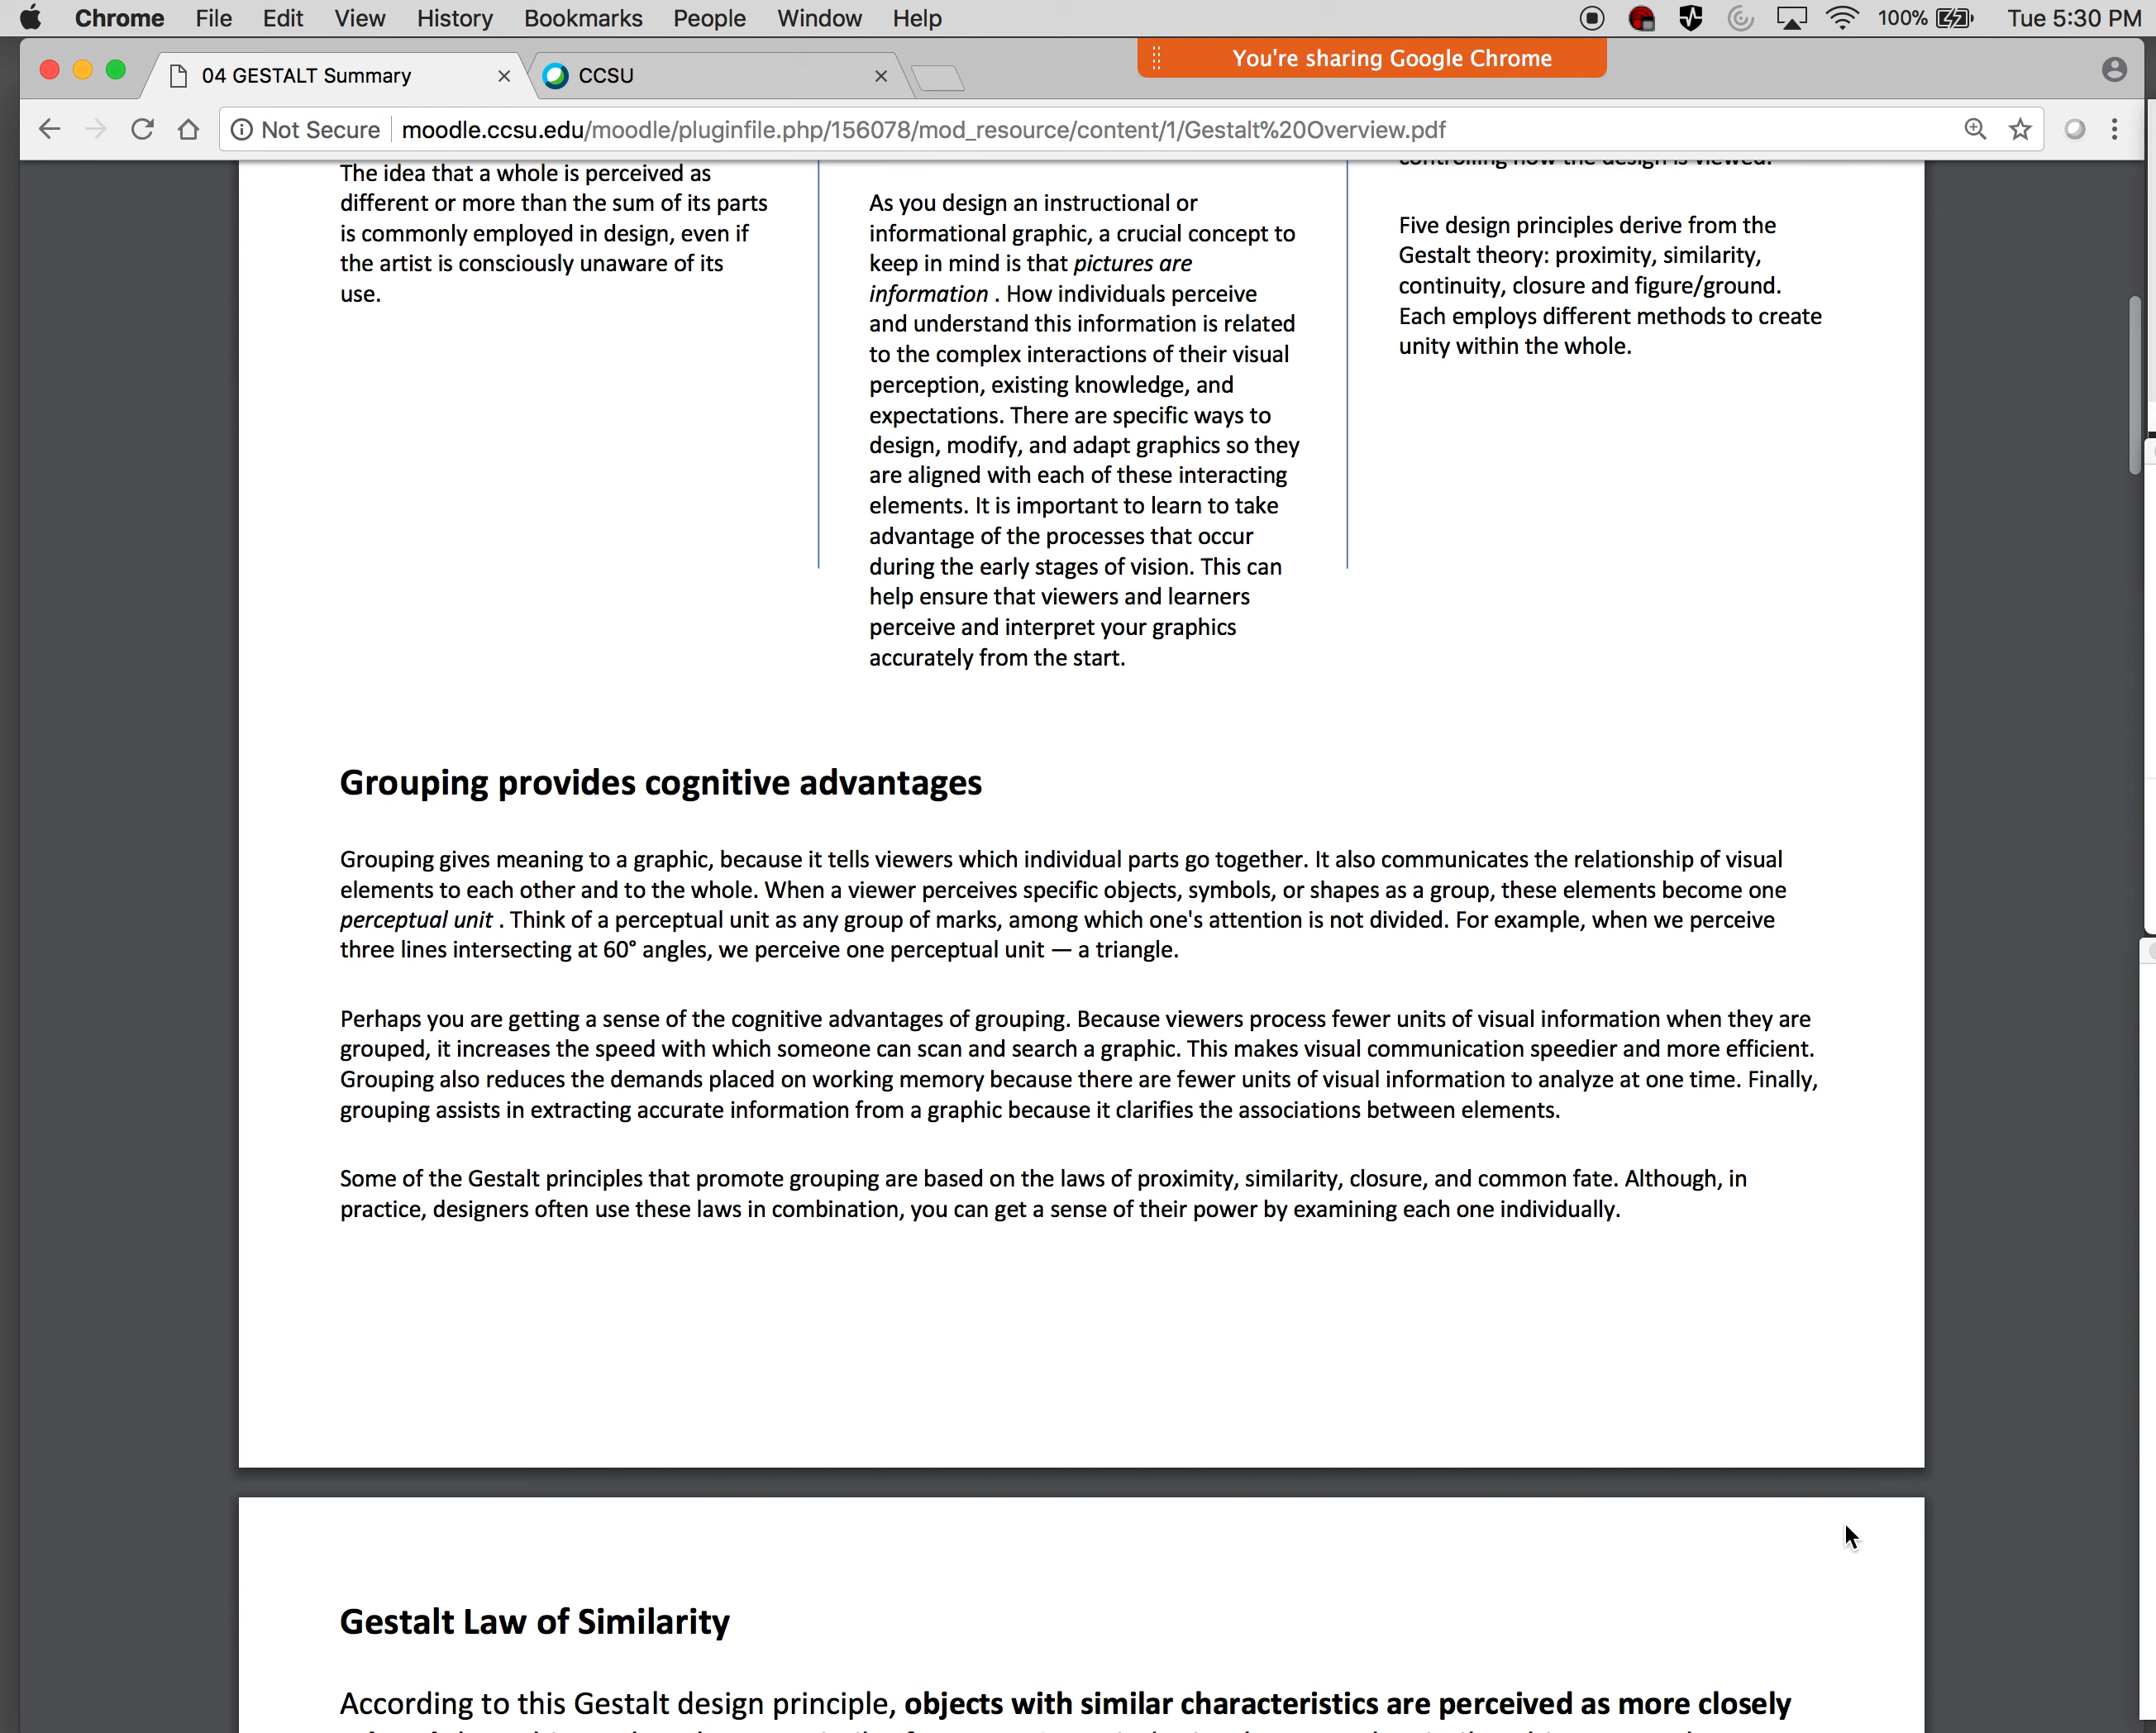 Chrome File Edit View History Bookmarks People Window Help 100% Tue 5:30 PM
You're sharing Google Chrome
04 GESTALT Summary
CCSU
Not Secure moodle.ccsu.edu/moodle/pluginfile.php/156078/mod_resource/content/1/Gestalt%20Overview.pdf
The idea that a whole is perceived as
different or more than the sum of its parts
is commonly employed in design, even if
the artist is consciously unaware of its
use.
As you design an instructional or
informational graphic, a crucial concept to
keep in mind is that pictures are
information . How individuals perceive
and understand this information is related
to the complex interactions of their visual
perception, existing knowledge, and
expectations. There are specific ways to
design, modify, and adapt graphics so they
are aligned with each of these interacting
elements. It is important to learn to take
advantage of the processes that occur
during the early stages of vision. This can
help ensure that viewers and learners
perceive and interpret your graphics
accurately from the start.
controlling how the design is viewed.
Five design principles derive from the
Gestalt theory: proximity, similarity,
continuity, closure and figure/ground.
Each employs different methods to create
unity within the whole.
Grouping provides cognitive advantages
Grouping gives meaning to a graphic, because it tells viewers which individual parts go together. It also communicates the relationship of visual
elements to each other and to the whole. When a viewer perceives specific objects, symbols, or shapes as a group, these elements become one
perceptual unit . Think of a perceptual unit as any group of marks, among which one's attention is not divided. For example, when we perceive
three lines intersecting at 60° angles, we perceive one perceptual unit — a triangle.
Perhaps you are getting a sense of the cognitive advantages of grouping. Because viewers process fewer units of visual information when they are
grouped, it increases the speed with which someone can scan and search a graphic. This makes visual communication speedier and more efficient.
Grouping also reduces the demands placed on working memory because there are fewer units of visual information to analyze at one time. Finally,
grouping assists in extracting accurate information from a graphic because it clarifies the associations between elements.
Some of the Gestalt principles that promote grouping are based on the laws of proximity, similarity, closure, and common fate. Although, in
practice, designers often use these laws in combination, you can get a sense of their power by examining each one individually.
Gestalt Law of Similarity
According to this Gestalt design principle, objects with similar characteristics are perceived as more closely